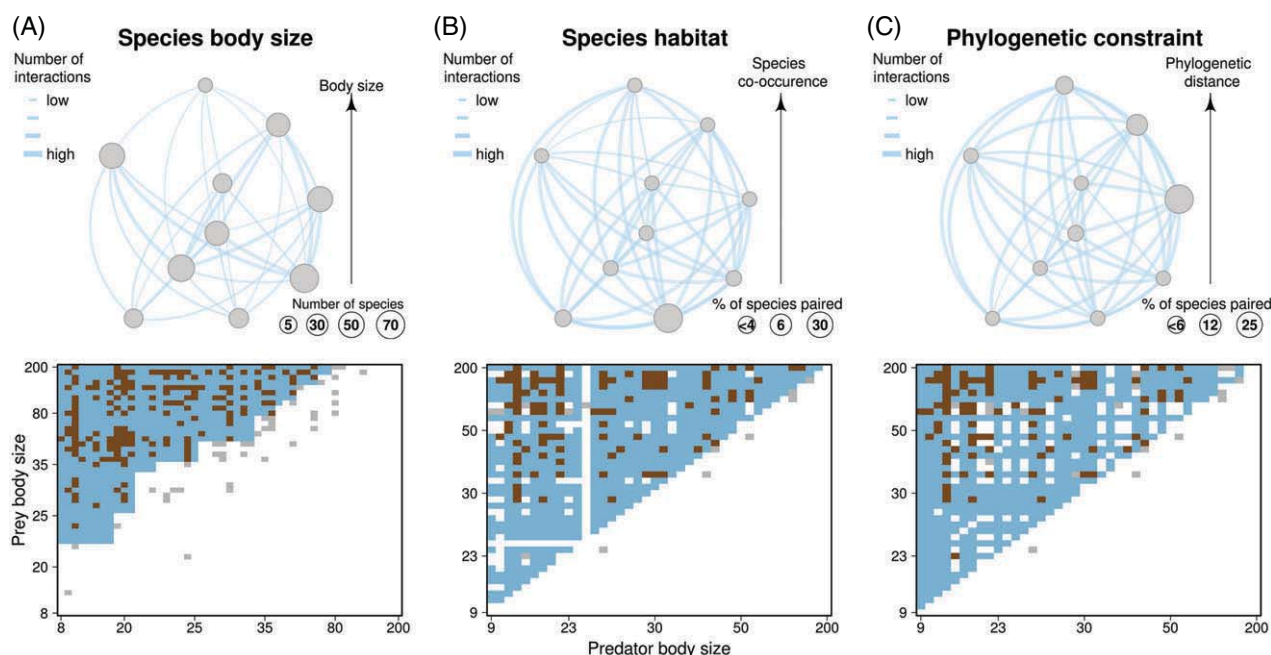 (A)
Species body size
Number of
interactions
low
high
Body size
Number of species
5 30 50 70
(B)
Species habitat
Number of
interactions
low
high
Species
co-occurence
% of species paired
<4 6 30
(C)
Phylogenetic constraint
Number of
interactions
low
high
Phylogenetic
distance
% of species paired
<6 12 25
Prey body size
200
80
35
25
20
8
8 20 25 35 80 200
200
50
30
23
9
9 23 30 50 200
200
50
30
23
9
9 23 30 50 200
Predator body size